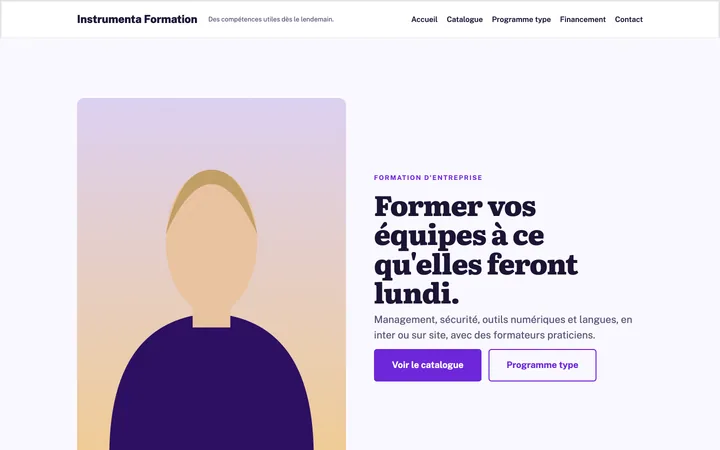 Instrumenta Formation
Des compétences utiles dès le lendemain.
Accueil
Catalogue
Programme type
Financement
Contact
FORMATION D'ENTREPRISE
Former vos
équipes à ce
qu'elles feront
lundi.
Management, sécurité, outils numériques et langues, en
inter ou sur site, avec des formateurs praticiens.
Voir le catalogue
Programme type